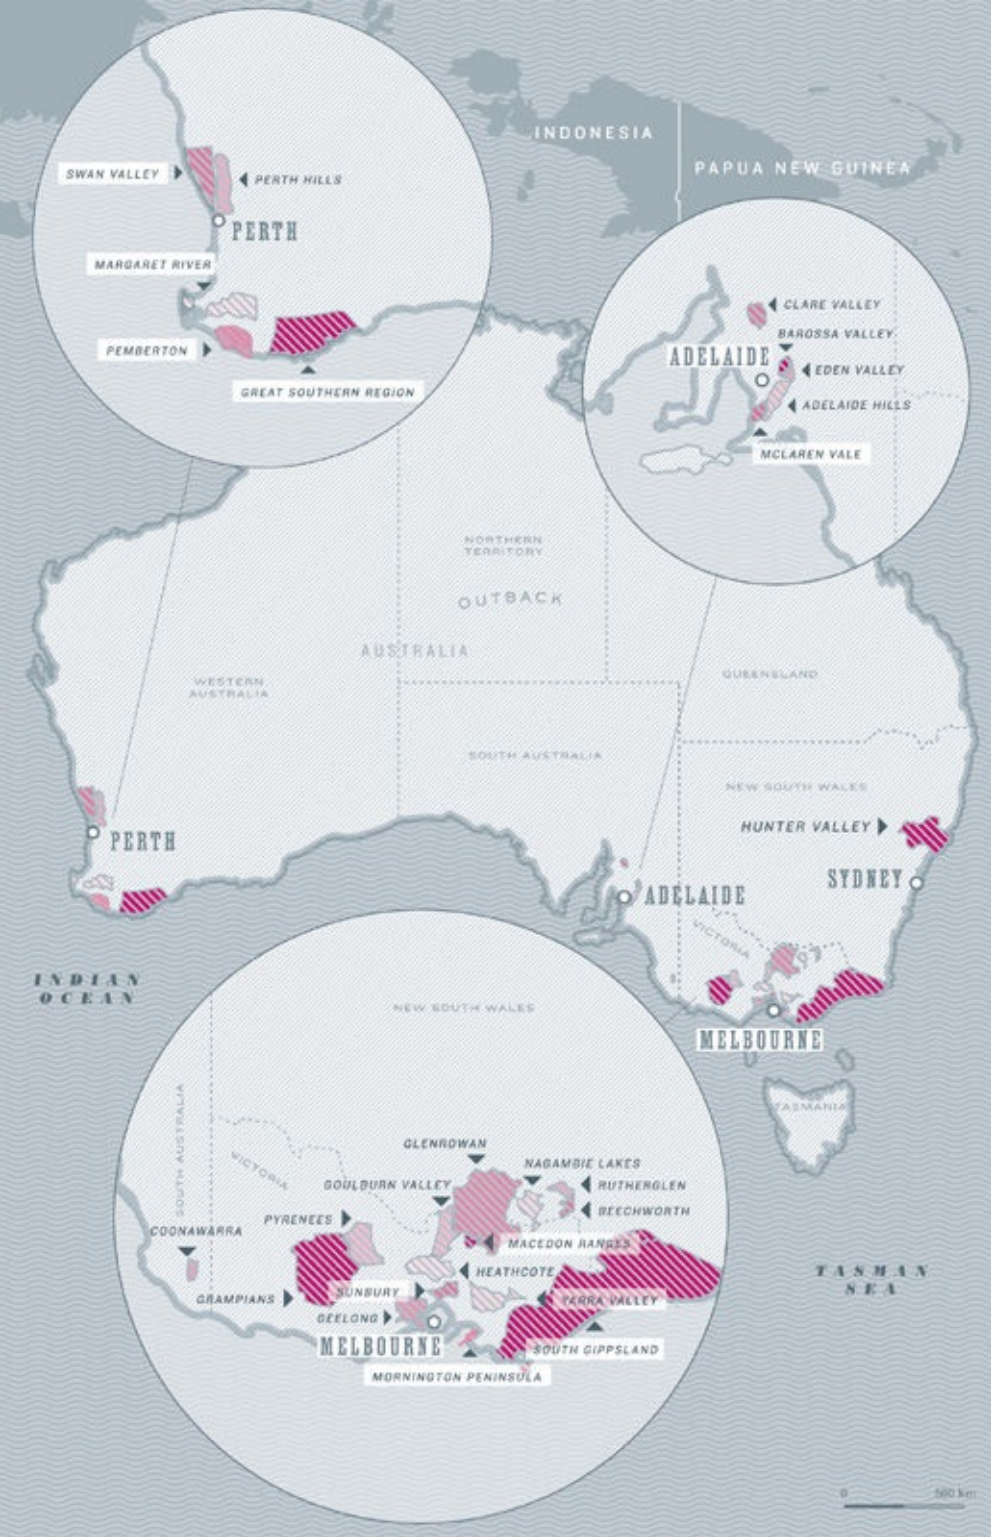 INDONESIA
PAPUA NEW GUINEA
SWAN VALLEY
PERTH HILLS
PERTH
MARGARET RIVER
PEMBERTON
GREAT SOUTHERN REGION
CLARE VALLEY
BAROSSA VALLEY
ADELAIDE
EDEN VALLEY
ADELAIDE HILLS
MCLAREN VALE
NORTHERN
TERRITORY
OUTBACK
AUSTRALIA
WESTERN
AUSTRALIA
QUEENSLAND
SOUTH AUSTRALIA
NEW SOUTH WALES
HUNTER VALLEY
PERTH
SYDNEY
ADELAIDE
VICTORIA
INDIAN
OCEAN
MELBOURNE
TASMANIA
NEW SOUTH WALES
SOUTH AUSTRALIA
VICTORIA
GLENROWAN
NAGAMBIE LAKES
GOULBURN VALLEY
RUTHERGLEN
BEECHWORTH
PYRENEES
COONAWARRA
MACEDON RANGES
HEATHCOTE
SUNBURY
GRAMPIANS
YARRA VALLEY
GEELONG
MELBOURNE
SOUTH GIPPSLAND
MORNINGTON PENINSULA
TASMAN
SEA
0 500 km